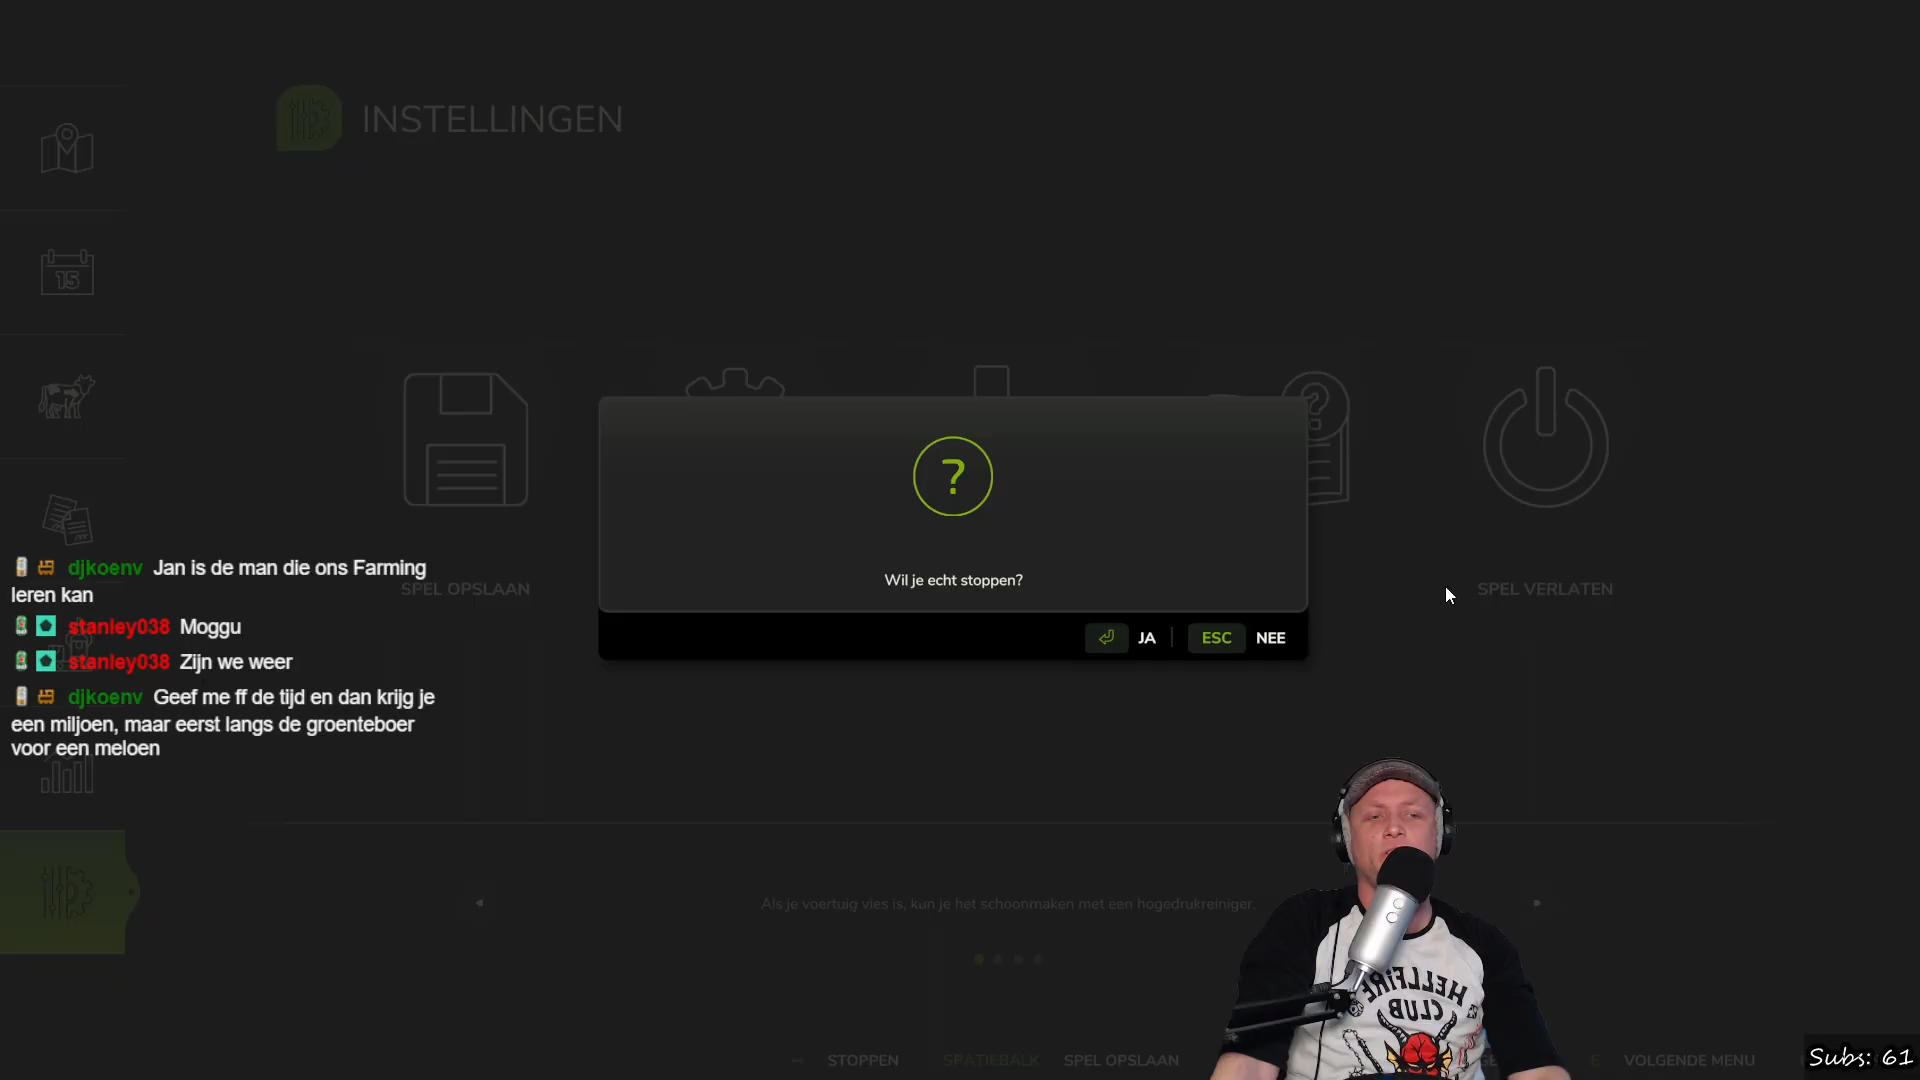 INSTELLINGEN
15
?
?
Wil je echt stoppen?
JA
ESC
NEE
SPEL OPSLAAN
SPEL VERLATEN
djkoenv Jan is de man die ons Farming
leren kan
stanley038 Moggu
stanley038 Zijn we weer
djkoenv Geef me ff de tijd en dan krijg je
een miljoen, maar eerst langs de groenteboer
voor een meloen
Als je voertuig vies is, kun je het schoonmaken met een hogedrukreiniger.
HELLFIRE
CLUB
STOPPEN
SPATIEBALK
SPEL OPSLAAN
E
VOLGENDE MENU
Subs: 61